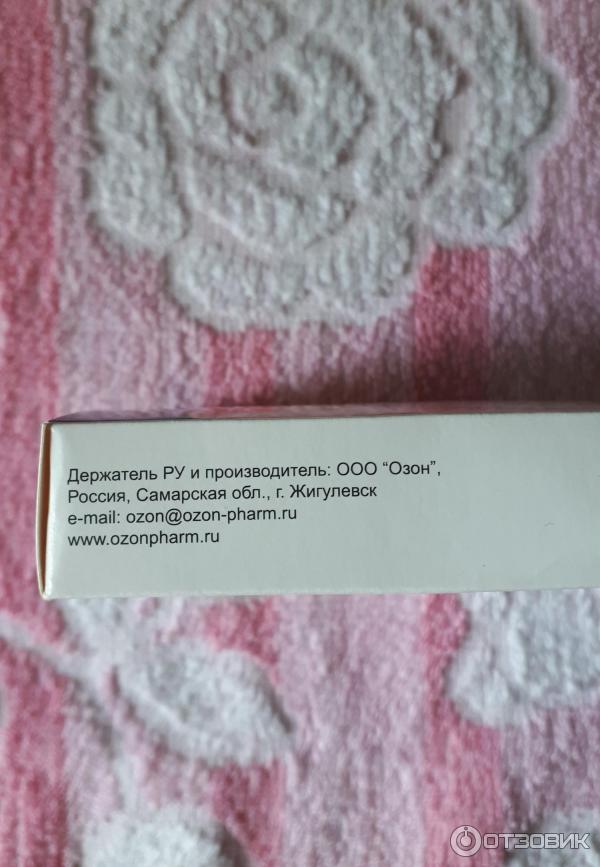 Держатель РУ и производитель: ООО “Озон”,
Россия, Самарская обл., г. Жигулевск
e-mail: ozon@ozon-pharm.ru
www.ozonpharm.ru
ОТЗОВИК